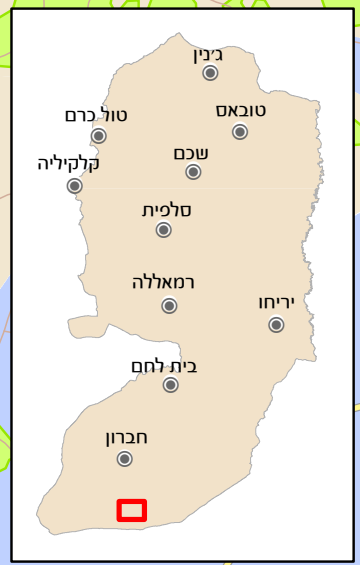 ג'נין
טובאס
טול כרם
שכם
קלקיליה
סלפית
רמאללה
יריחו
בית לחם
חברון